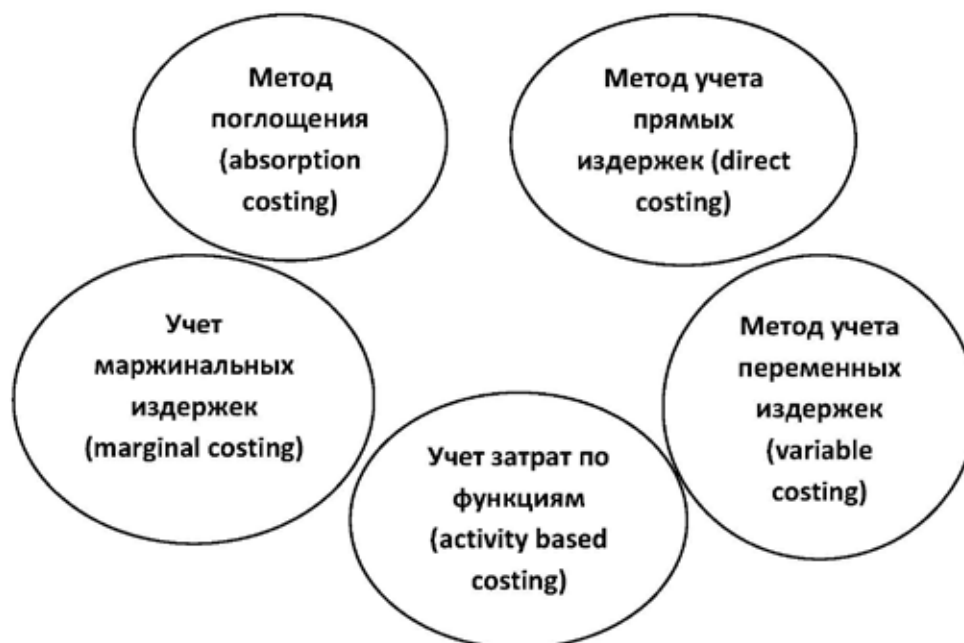 Метод
поглощения
(absorption
costing)
Метод учета
прямых
издержек (direct
costing)
Учет
маржинальных
издержек
(marginal costing)
Метод учета
переменных
издержек
(variable
costing)
Учет затрат по
функциям
(activity based
costing)